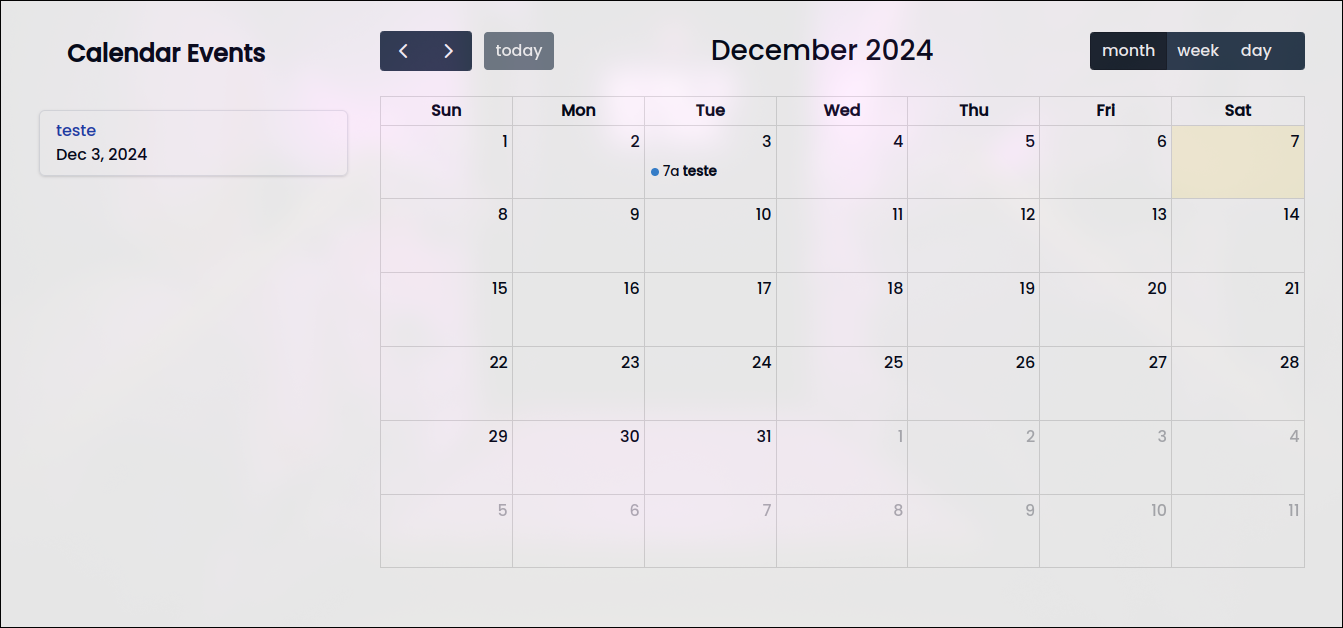 Calendar Events
teste
Dec 3, 2024
today
December 2024
month week day
Sun Mon Tue Wed Thu Fri Sat
1 2 3 4 5 6 7
7a teste
8 9 10 11 12 13 14
15 16 17 18 19 20 21
22 23 24 25 26 27 28
29 30 31 1 2 3 4
5 6 7 8 9 10 11